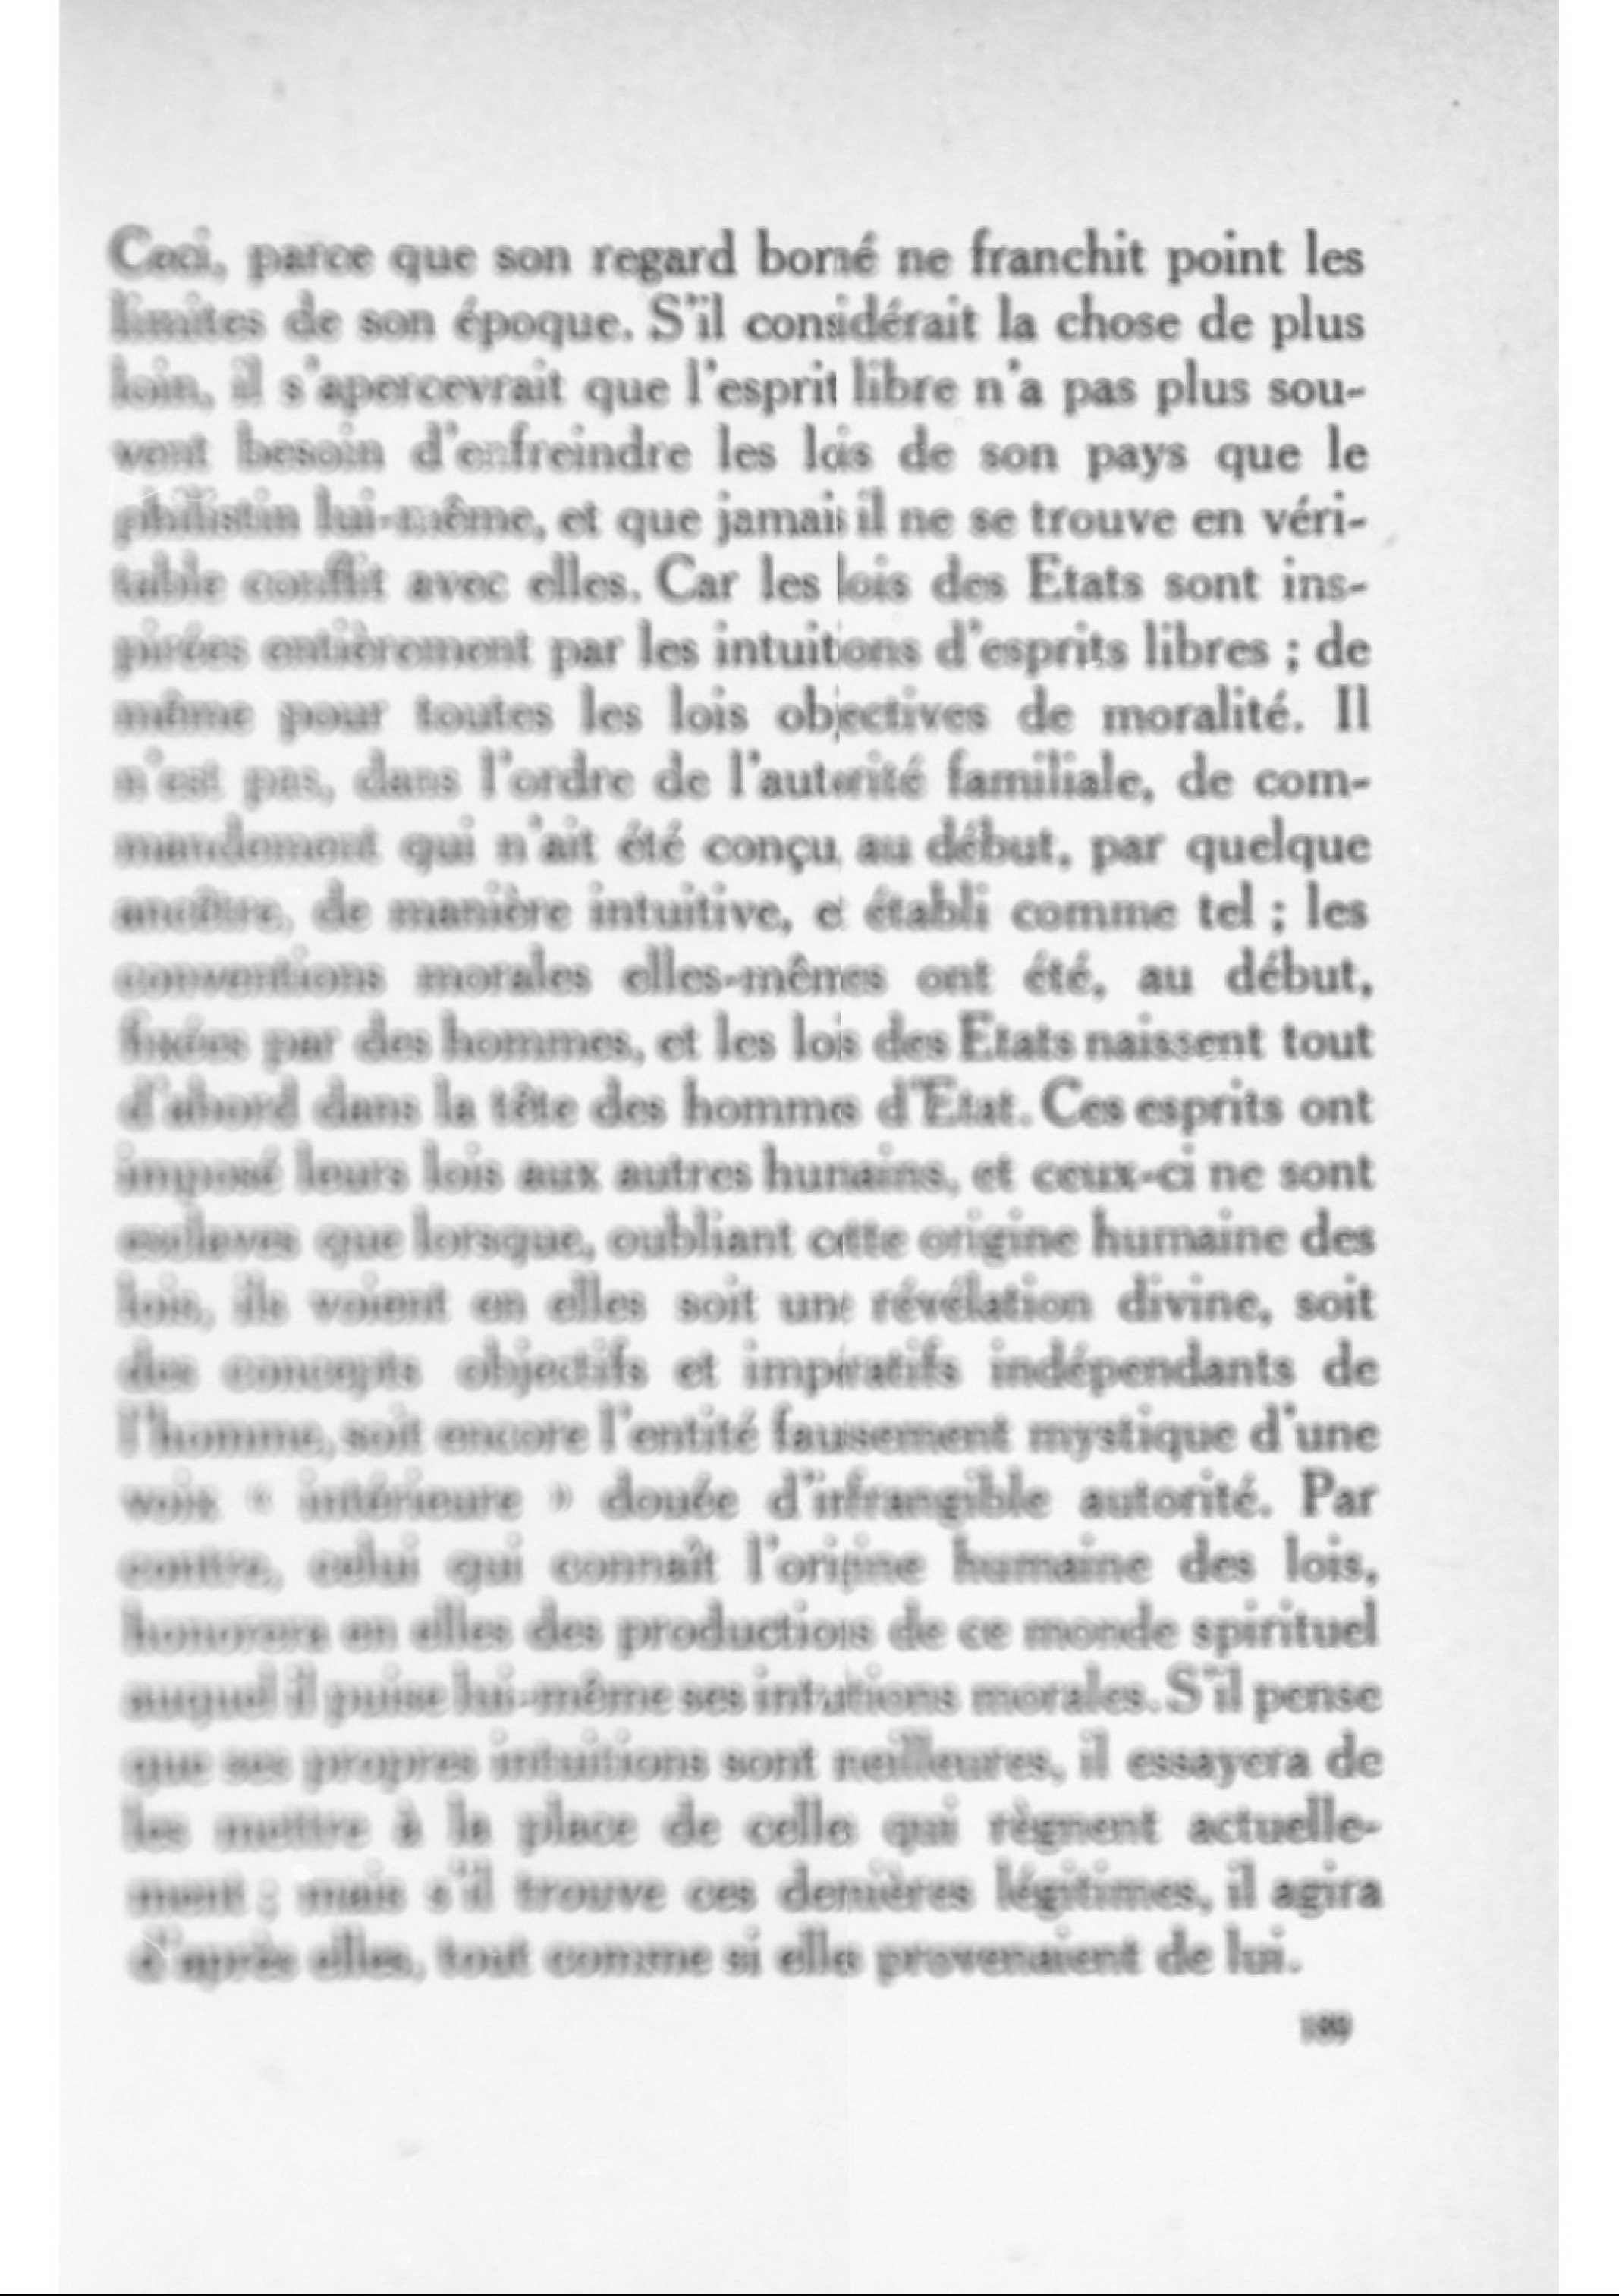 Ceci, parce que son regard borné ne franchit point les
limites de son époque. S'il considérait la chose de plus
loin, il s'apercevrait que l'esprit libre n'a pas plus sou-
vent besoin d'enfreindre les lois de son pays que le
philistin lui-même, et que jamais il ne se trouve en véri-
table conflit avec elles. Car les lois des Etats sont ins-
pirées entièrement par les intuitions d'esprits libres ; de
même pour toutes les lois objectives de moralité. Il
n'est pas, dans l'ordre de l'autorité familiale, de com-
mandement qui n'ait été conçu au début, par quelque
ancêtre, de manière intuitive, et établi comme tel ; les
conventions morales elles-mêmes ont été, au début,
fixées par des hommes, et les lois des Etats naissent tout
d'abord dans la tête des hommes d'Etat. Ces esprits ont
imposé leurs lois aux autres humains, et ceux-ci ne sont
esclaves que lorsque, oubliant cette origine humaine des
lois, ils voient en elles soit une révélation divine, soit
des concepts objectifs et impératifs indépendants de
l'homme, soit encore l'entité faussement mystique d'une
voix « intérieure » douée d'infrangible autorité. Par
contre, celui qui connaît l'origine humaine des lois,
honorera en elles des productions de ce monde spirituel
auquel il puise lui-même ses intuitions morales. S'il pense
que ses propres intuitions sont meilleures, il essayera de
les mettre à la place de celles qui règnent actuelle-
ment ; mais s'il trouve ces dernières légitimes, il agira
d'après elles, tout comme si elles provenaient de lui.
189